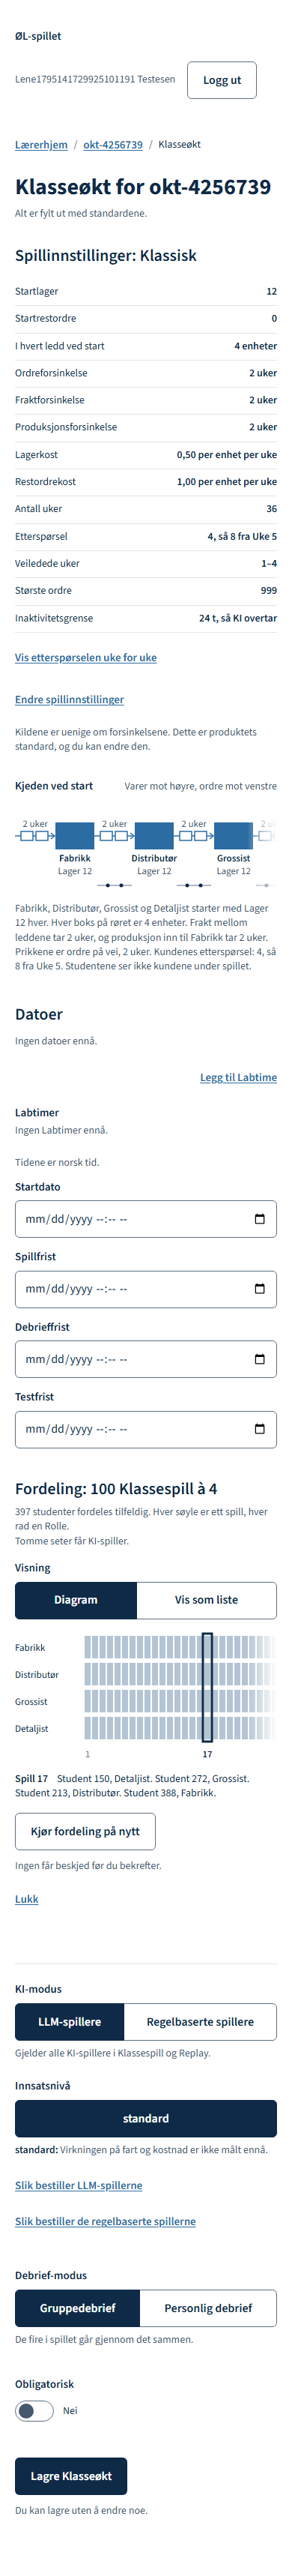 ØL-spillet
Lene1795141729925101191 Testesen
Logg ut
Lærerhjem / okt-4256739 / Klasseøkt
Klasseøkt for okt-4256739
Alt er fylt ut med standardene.
Spillinnstillinger: Klassisk
Startlager 12
Startrestordre 0
I hvert ledd ved start 4 enheter
Ordreforsinkelse 2 uker
Fraktforsinkelse 2 uker
Produksjonsforsinkelse 2 uker
Lagerkost 0,50 per enhet per uke
Restordrekost 1,00 per enhet per uke
Antall uker 36
Etterspørsel 4, så 8 fra Uke 5
Veiledede uker 1–4
Største ordre 999
Inaktivitetsgrense 24 t, så KI overtar
Vis etterspørselen uke for uke
Endre spillinnstillinger
Kildene er uenige om forsinkelsene. Dette er produktets
standard, og du kan endre den.
Kjeden ved start Varer mot høyre, ordre mot venstre
2 uker 2 uker 2 uker 2 u
Fabrikk Distributør Grossist
Lager 12 Lager 12 Lager 12
Fabrikk, Distributør, Grossist og Detaljist starter med Lager
12 hver. Hver boks på røret er 4 enheter. Frakt mellom
leddene tar 2 uker, og produksjon inn til Fabrikk tar 2 uker.
Prikkene er ordre på vei, 2 uker. Kundenes etterspørsel: 4, så
8 fra Uke 5. Studentene ser ikke kundene under spillet.
Datoer
Ingen datoer ennå.
Legg til Labtime
Labtimer
Ingen Labtimer ennå.
Tidene er norsk tid.
Startdato
mm/dd/yyyy --:-- --
Spillfrist
mm/dd/yyyy --:-- --
Debrieffrist
mm/dd/yyyy --:-- --
Testfrist
mm/dd/yyyy --:-- --
Fordeling: 100 Klassespill à 4
397 studenter fordeles tilfeldig. Hver søyle er ett spill, hver
rad en Rolle.
Tomme seter får KI-spiller.
Visning
Diagram Vis som liste
Fabrikk
Distributør
Grossist
Detaljist
1 17
Spill 17 Student 150, Detaljist. Student 272, Grossist.
Student 213, Distributør. Student 388, Fabrikk.
Kjør fordeling på nytt
Ingen får beskjed før du bekrefter.
Lukk
KI-modus
LLM-spillere Regelbaserte spillere
Gjelder alle KI-spillere i Klassespill og Replay.
Innsatsnivå
standard
standard: Virkningen på fart og kostnad er ikke målt ennå.
Slik bestiller LLM-spillerne
Slik bestiller de regelbaserte spillerne
Debrief-modus
Gruppedebrief Personlig debrief
De fire i spillet går gjennom det sammen.
Obligatorisk
Nei
Lagre Klasseøkt
Du kan lagre uten å endre noe.